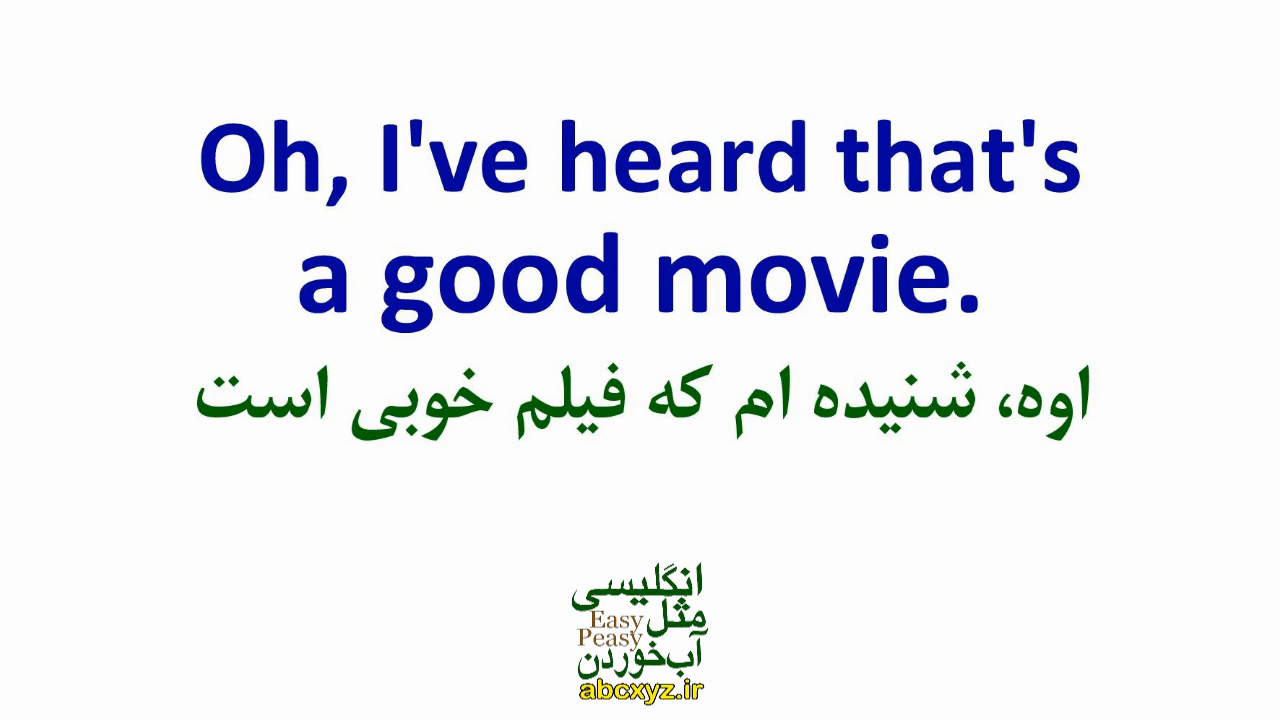 Oh, I've heard that's
a good movie.
اوه، شنیده ام که فیلم خوبی است
انگلیسی
مثل
Easy
Peasy
آب‌خوردن
abcxyz.ir